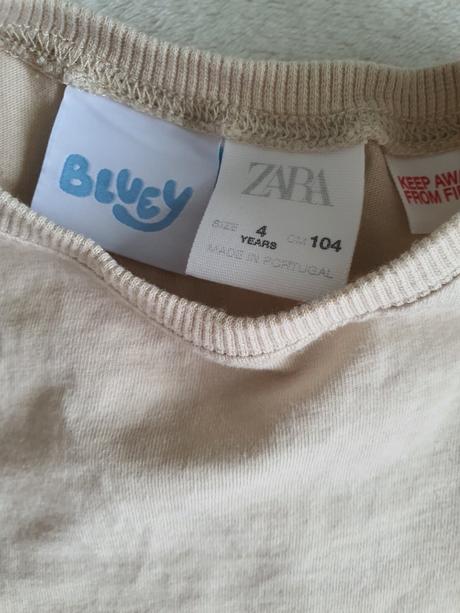 BLUEY
ZARA
SIZE 4 YEARS CM 104
MADE IN PORTUGAL
KEEP AWA
FROM FI